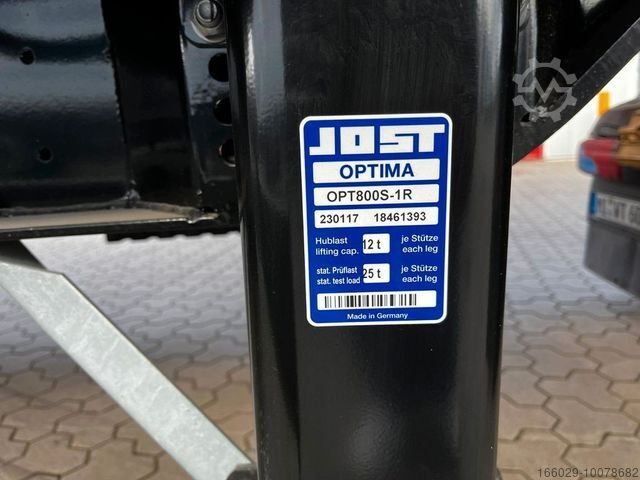 JOST
OPTIMA
OPT800S-1R
230117 18461393
Hublast 12 t je Stütze
lifting cap. each leg
stat. Prüflast 25 t je Stütze
stat. test load each leg
Made in Germany
166029-10078682